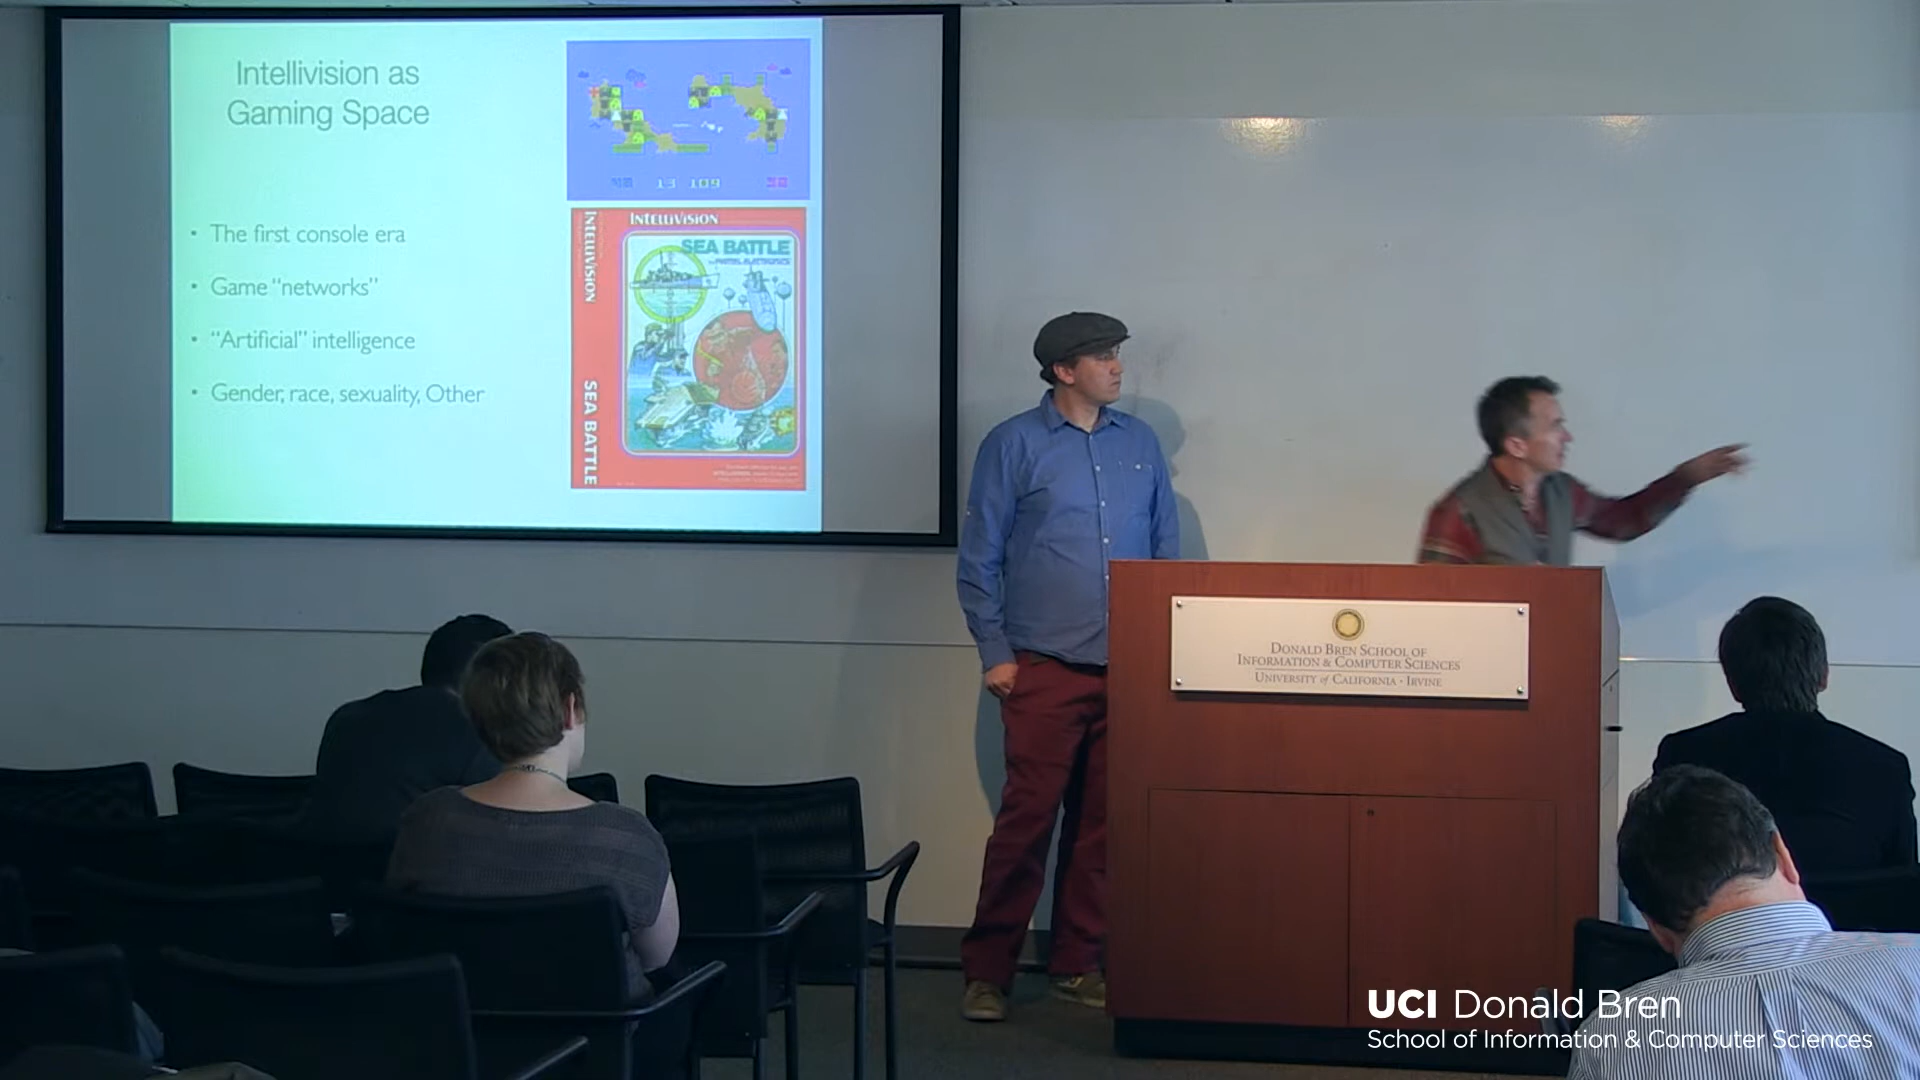 Intellivision as
Gaming Space
• The first console era
• Game “networks”
• “Artificial” intelligence
• Gender, race, sexuality, Other
13 109
INTELLIVISION
INTELLIVISION
SEA BATTLE
MATTEL ELECTRONICS
SEA BATTLE
DONALD BREN SCHOOL OF
INFORMATION & COMPUTER SCIENCES
UNIVERSITY of CALIFORNIA · IRVINE
UCI Donald Bren
School of Information & Computer Sciences